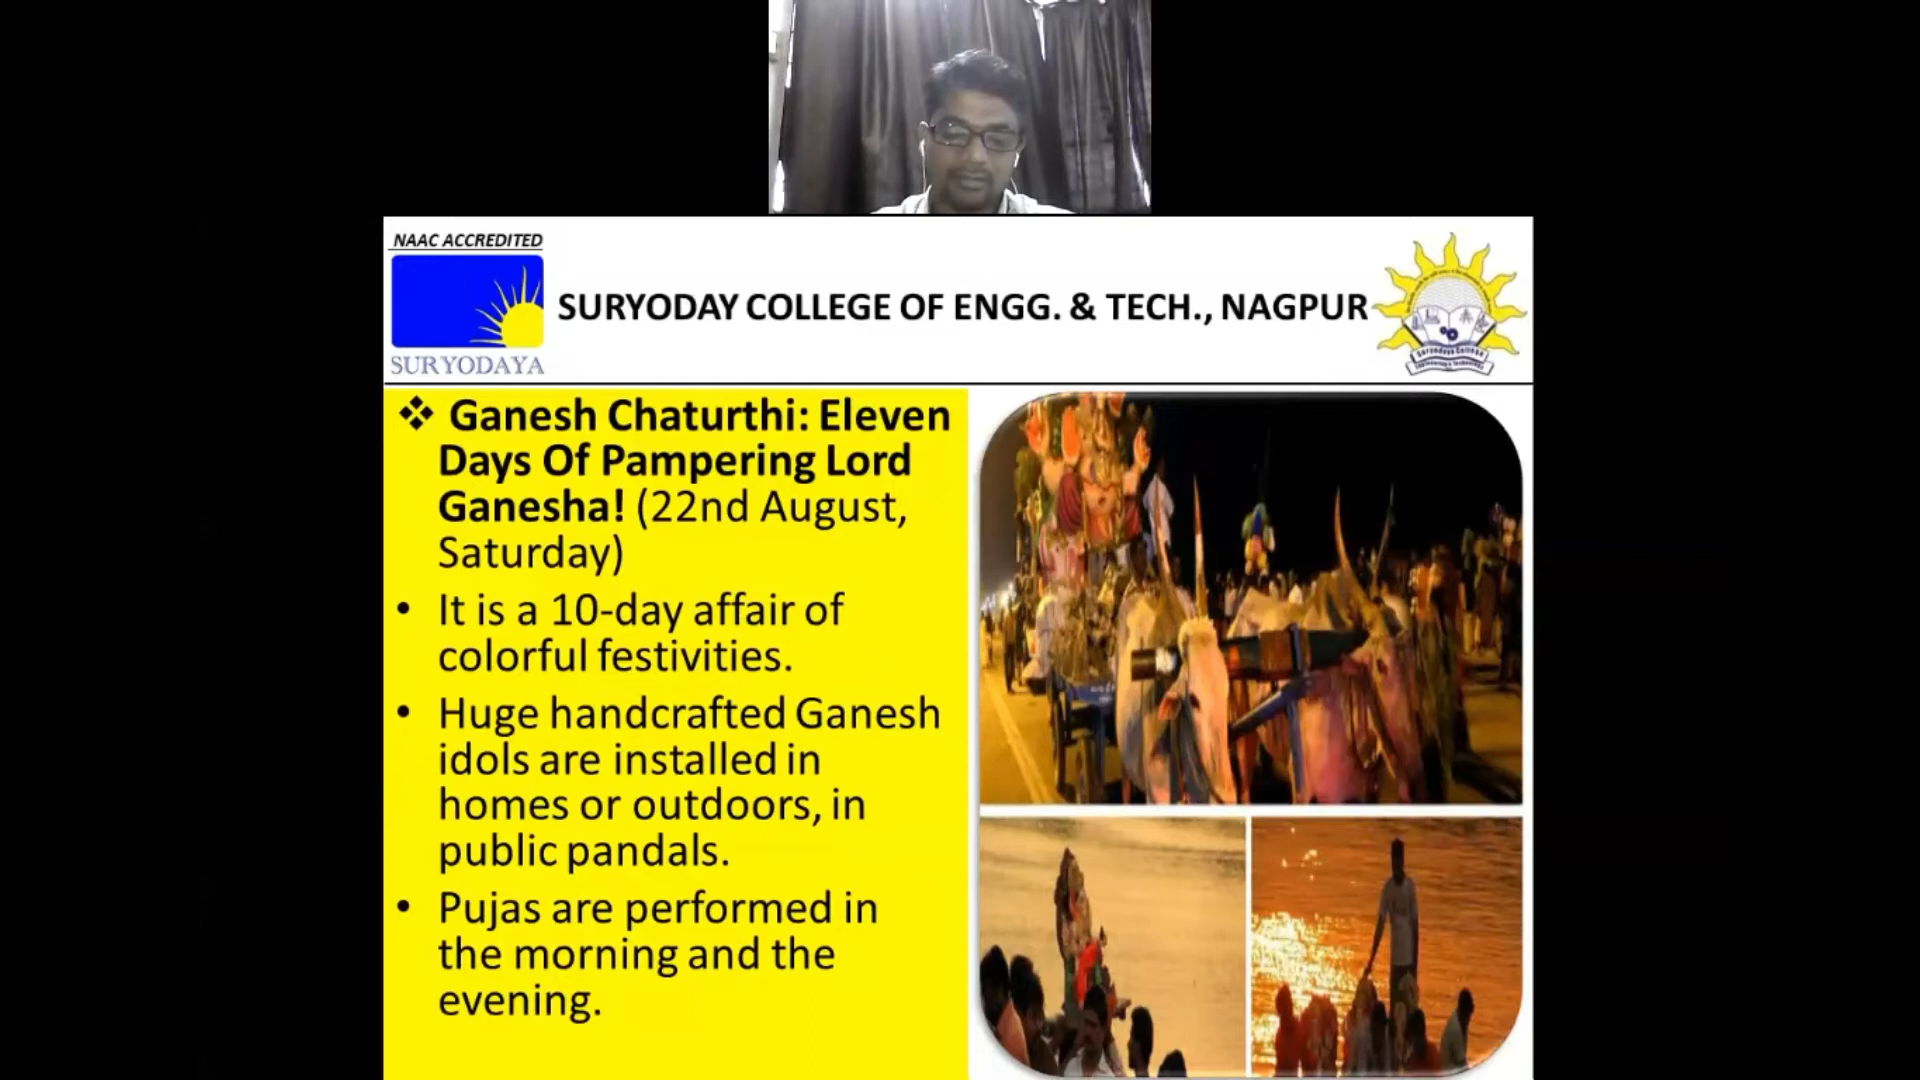 NAAC ACCREDITED
SURYODAYA
SURYODAY COLLEGE OF ENGG. & TECH., NAGPUR
Suryodaya College
❖ Ganesh Chaturthi: Eleven
Days Of Pampering Lord
Ganesha! (22nd August,
Saturday)
• It is a 10-day affair of
colorful festivities.
• Huge handcrafted Ganesh
idols are installed in
homes or outdoors, in
public pandals.
• Pujas are performed in
the morning and the
evening.